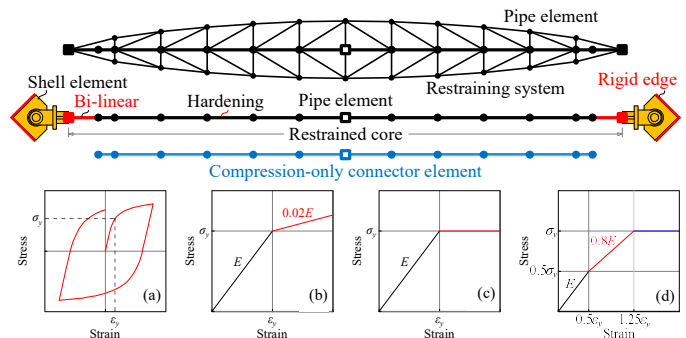 Pipe element
Restraining system
Shell element
Rigid edge
Bi-linear
Hardening
Pipe element
Restrained core
Compression-only connector element
σy
Stress
(a)
εy
Strain
σy
0.02E
E
Stress
(b)
εy
Strain
σy
E
Stress
(c)
εy
Strain
σy
0.8E
0.5σy
E
Stress
(d)
0.5εy
1.25εy
Strain